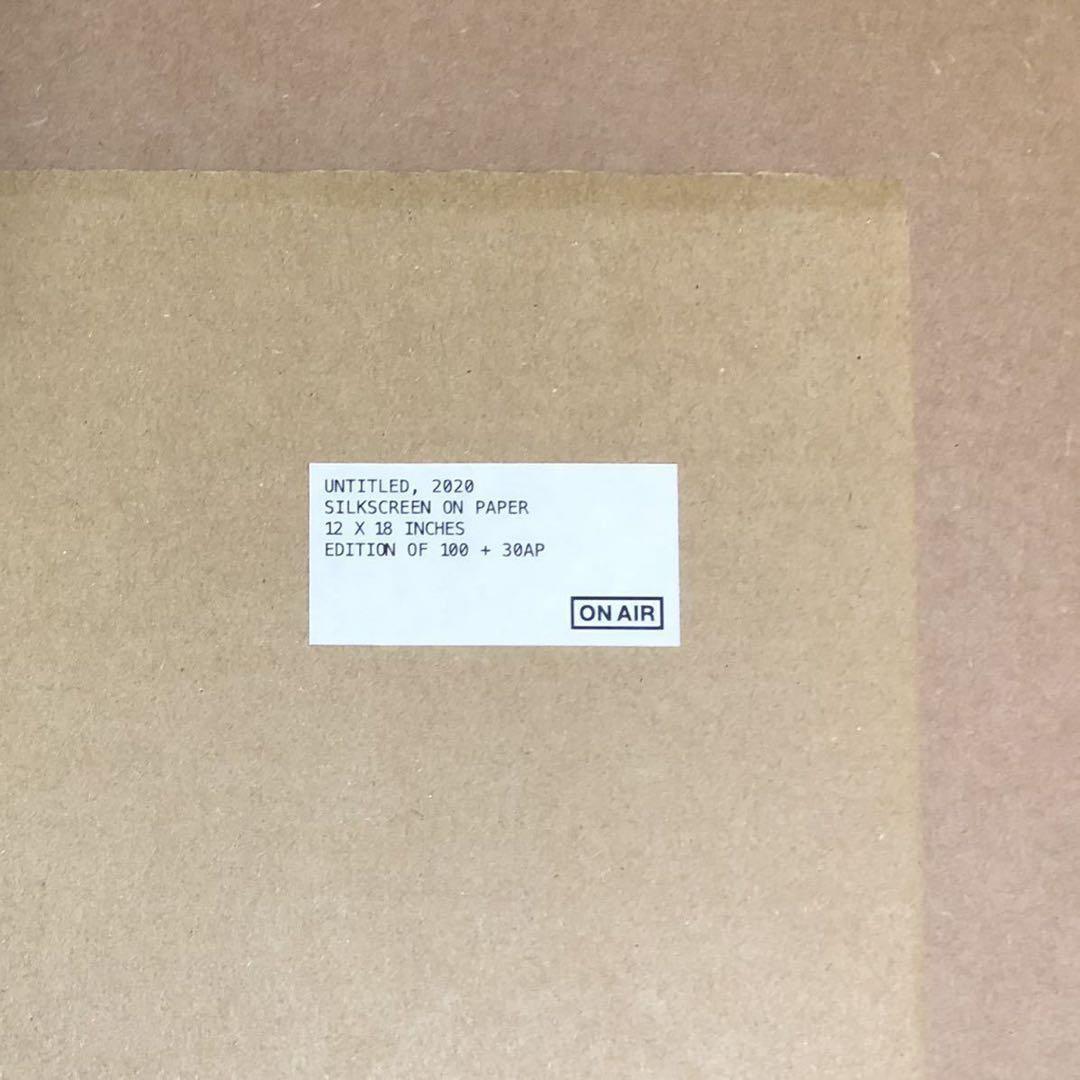 UNTITLED, 2020
SILKSCREEN ON PAPER
12 X 18 INCHES
EDITION OF 100 + 30AP
ON AIR